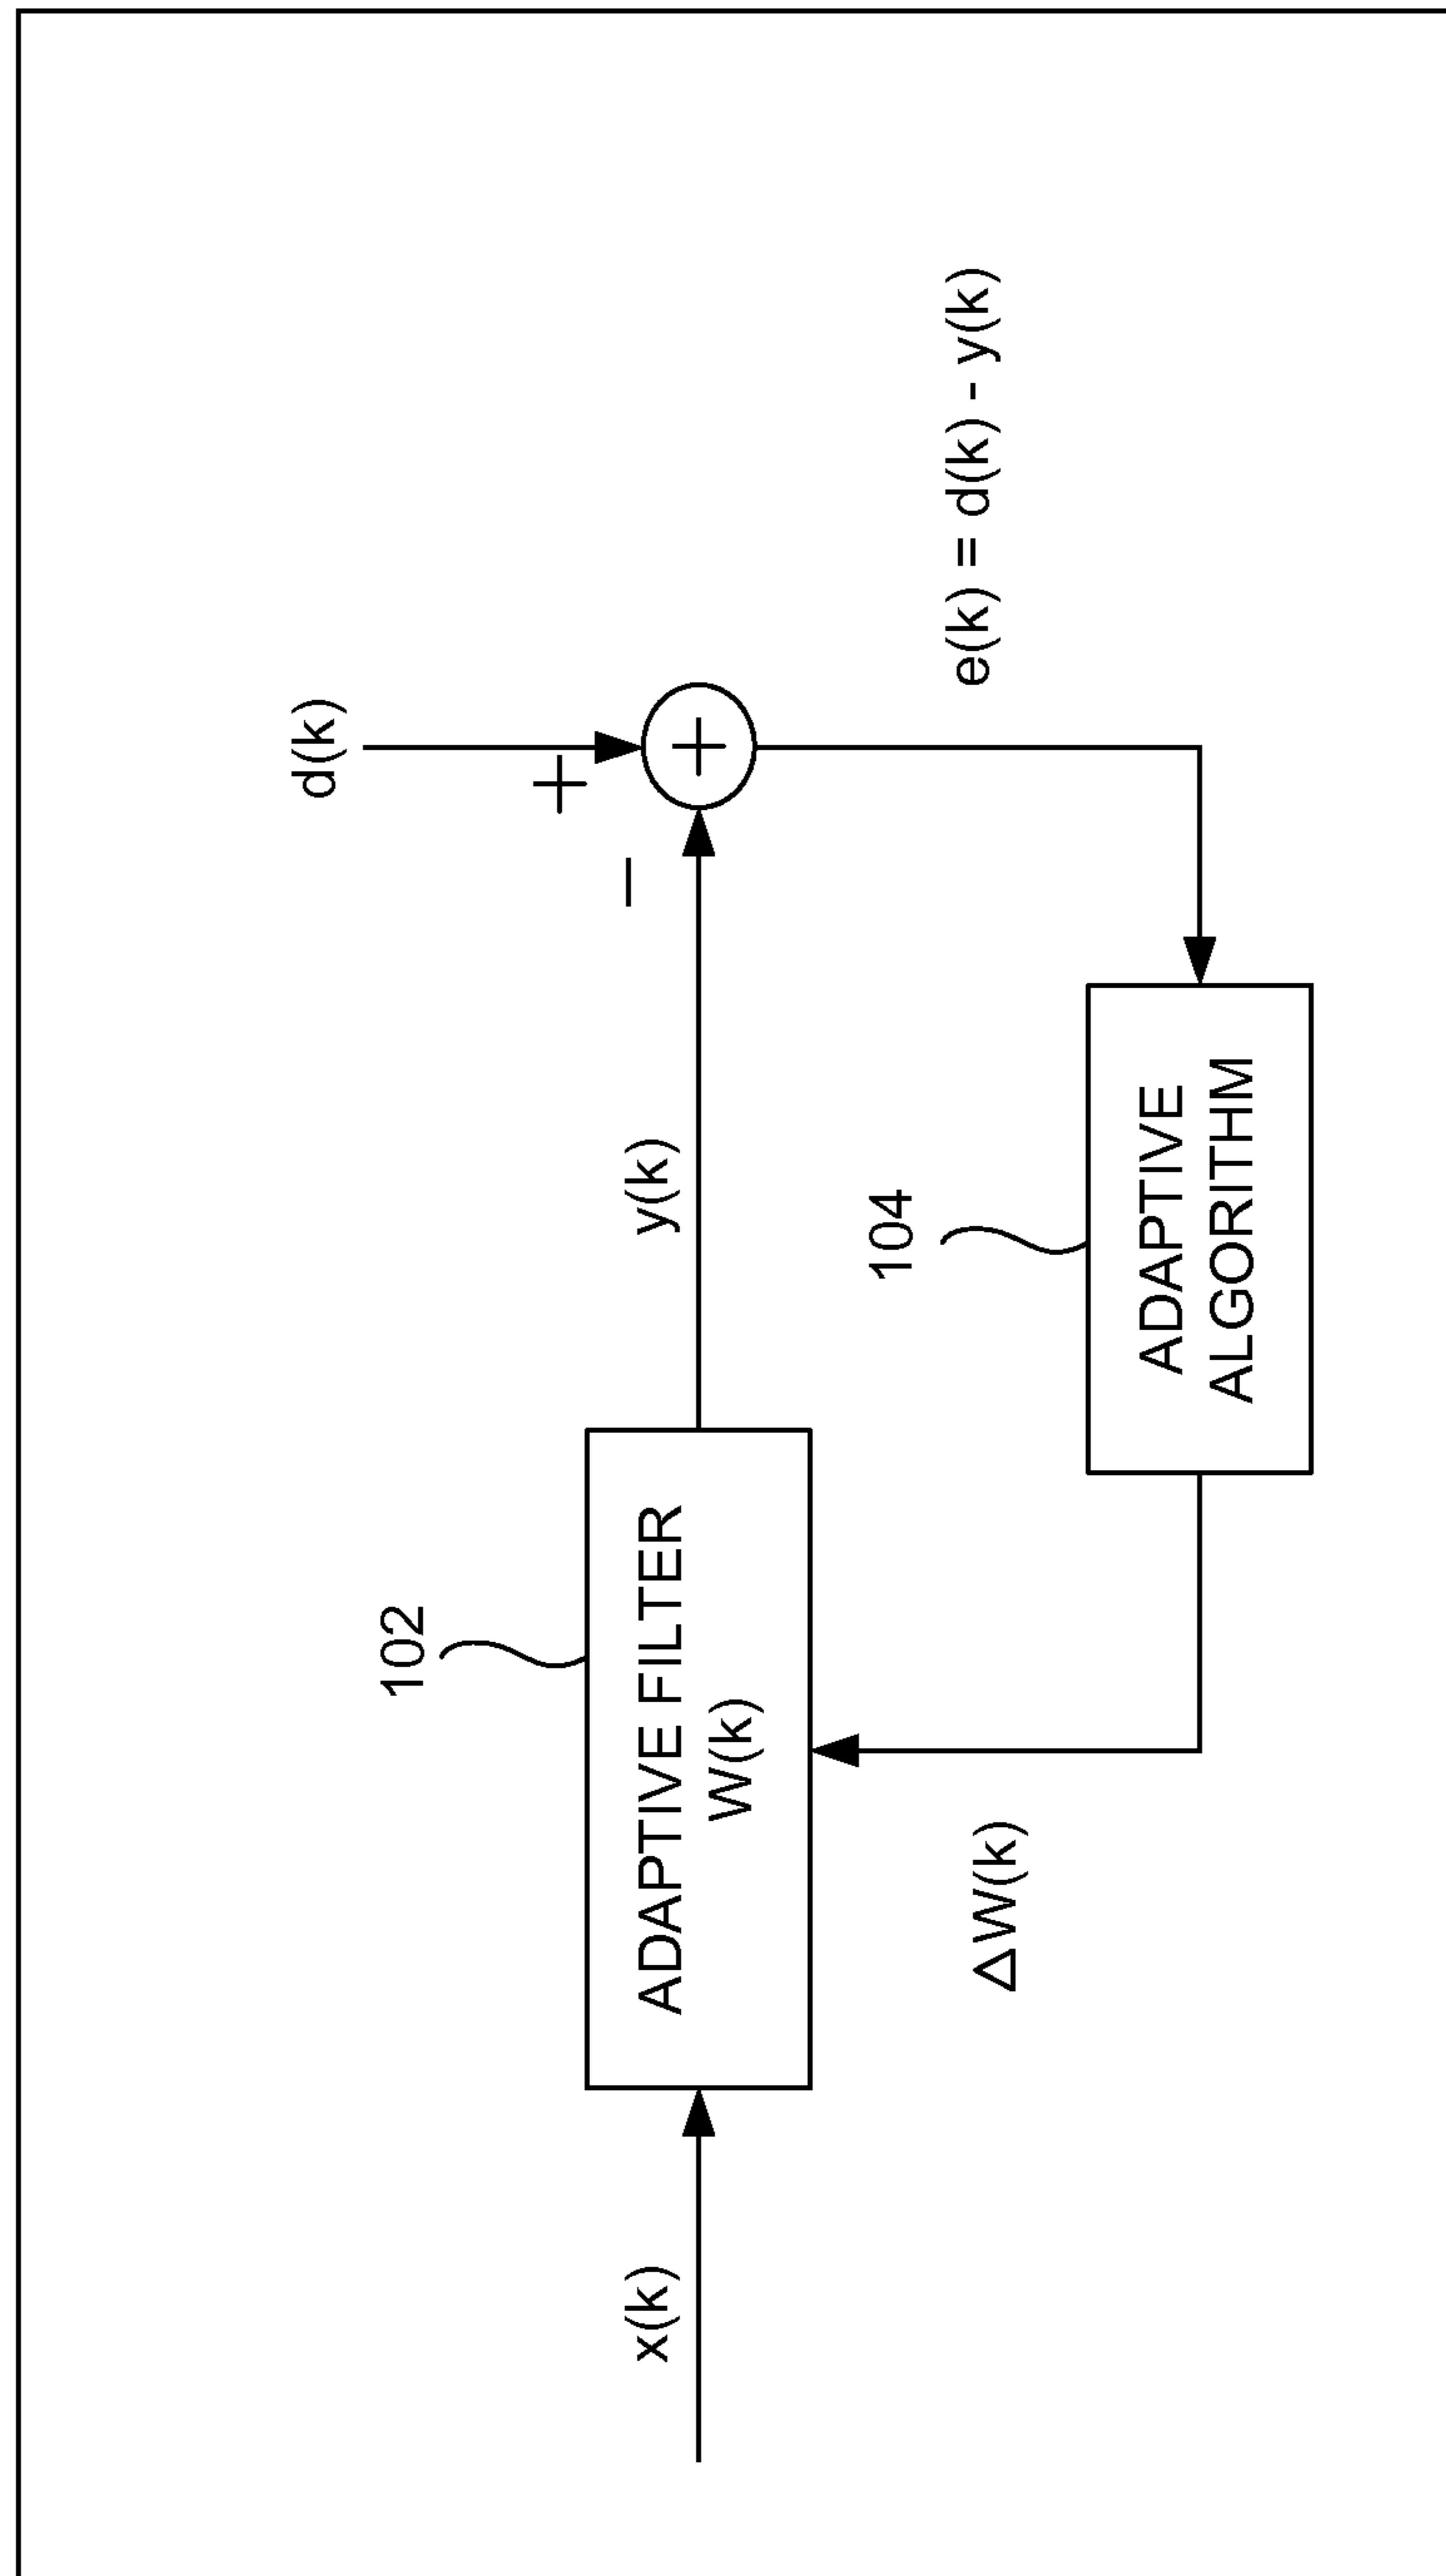 d(k)
102
+
−
x(k)
ADAPTIVE FILTER
W(k)
y(k)
+
104
e(k) = d(k) - y(k)
ΔW(k)
ADAPTIVE
ALGORITHM